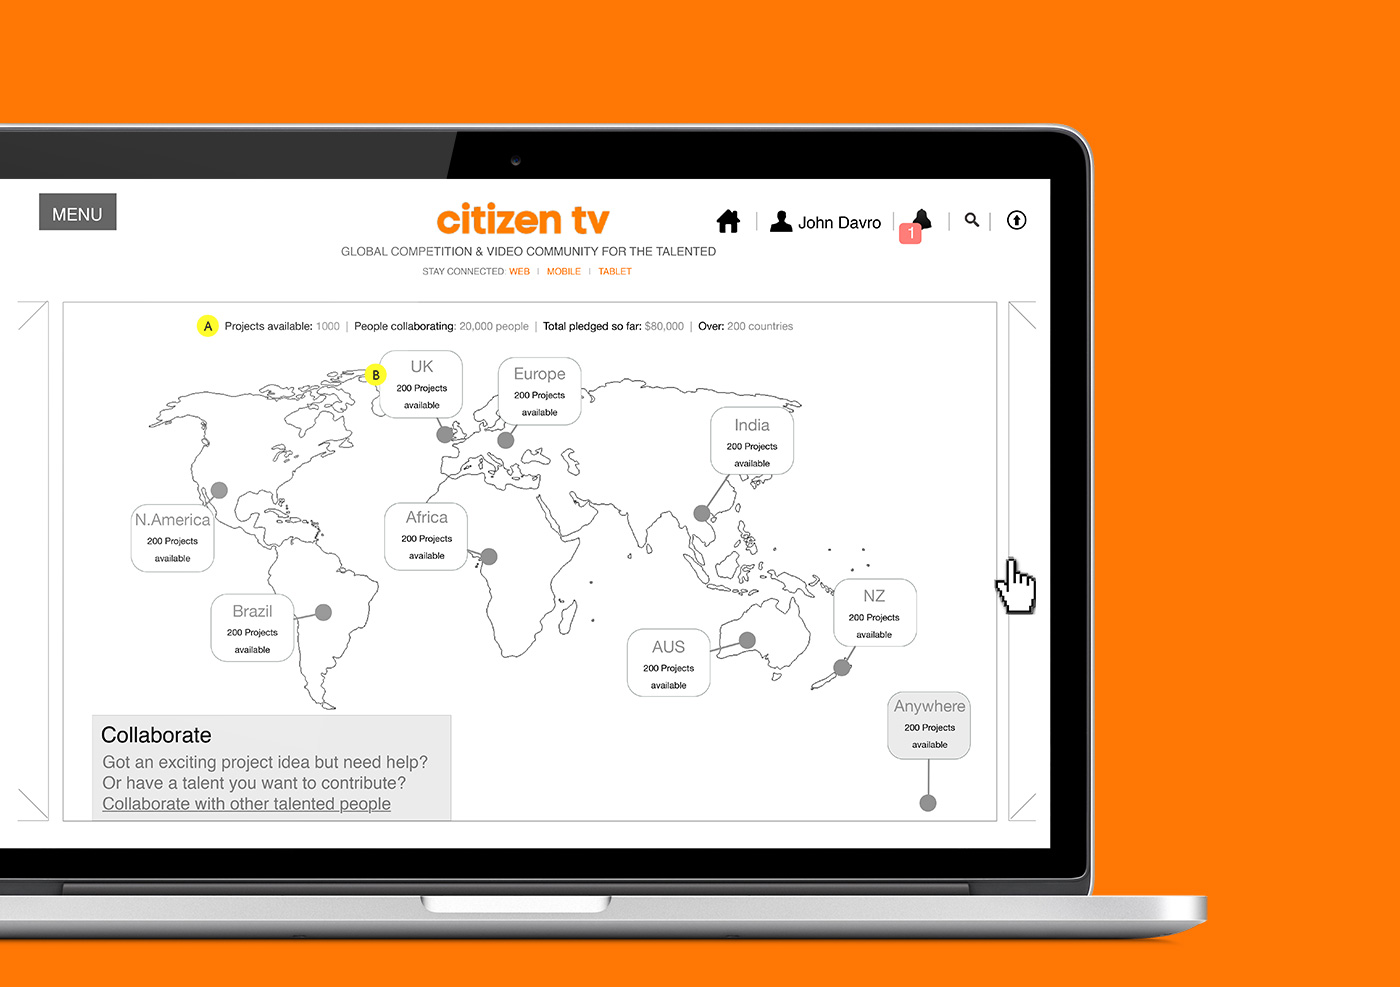 MENU
citizen tv
John Davro
1
GLOBAL COMPETITION & VIDEO COMMUNITY FOR THE TALENTED
STAY CONNECTED WEB | MOBILE | TABLET
A Projects available: 1000 | People collaborating: 20,000 people | Total pledged so far: $80,000 | Over: 200 countries
B
UK
200 Projects
available
Europe
200 Projects
available
India
200 Projects
available
N.America
200 Projects
available
Africa
200 Projects
available
Brazil
200 Projects
available
NZ
200 Projects
available
AUS
200 Projects
available
Anywhere
200 Projects
available
Collaborate
Got an exciting project idea but need help?
Or have a talent you want to contribute?
Collaborate with other talented people